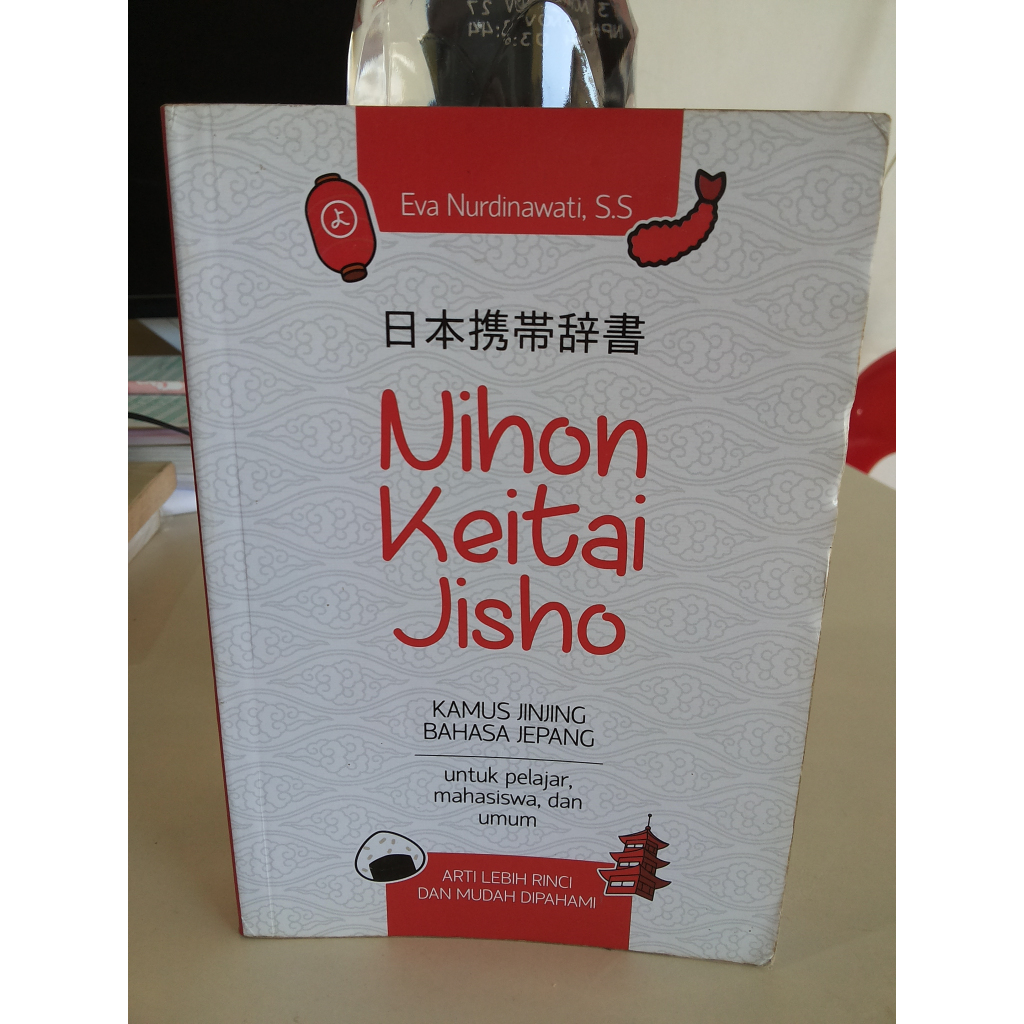 Eva Nurdinawati, S.S
よ
日本携帯辞書
Nihon
Keitai
Jisho
KAMUS JINJING
BAHASA JEPANG
untuk pelajar,
mahasiswa, dan
umum
ARTI LEBIH RINCI
DAN MUDAH DIPAHAMI